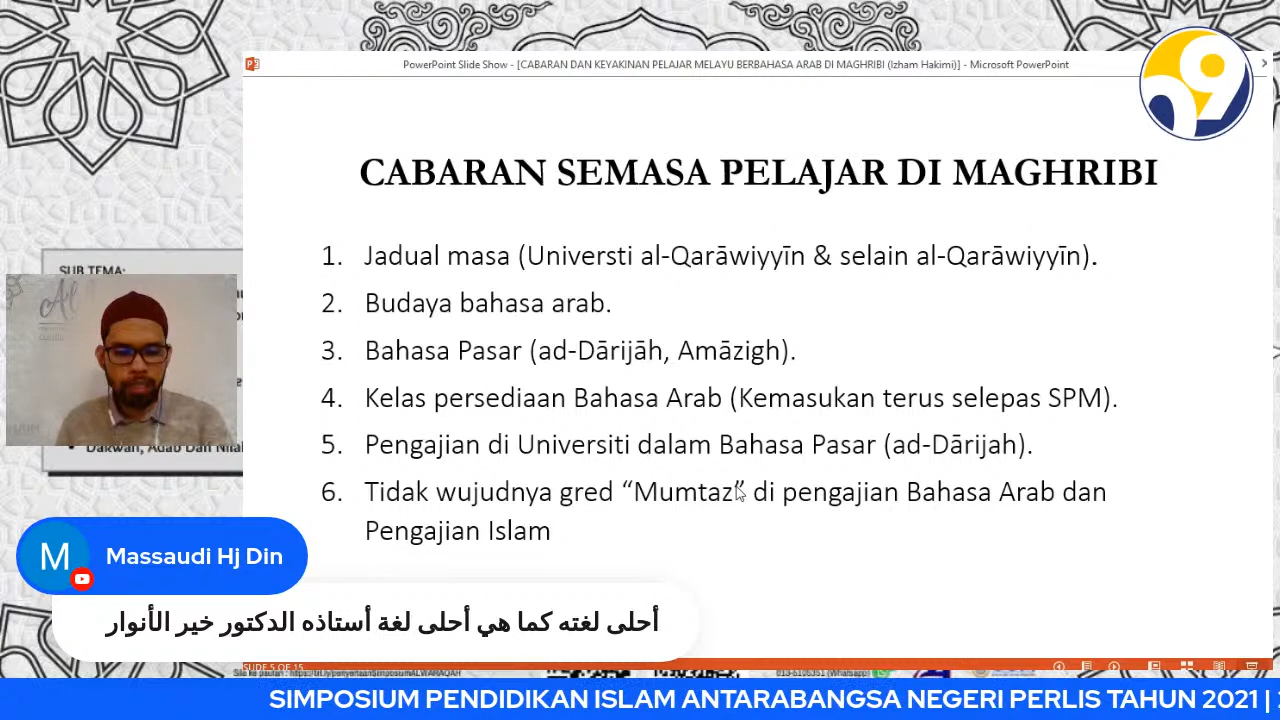 PowerPoint Slide Show - [CABARAN DAN KEYAKINAN PELAJAR MELAYU BERBAHASA ARAB DI MAGHRIBI (Izham Hakimi)] - Microsoft PowerPoint
CABARAN SEMASA PELAJAR DI MAGHRIBI
1. Jadual masa (Universti al-Qarāwiyyīn & selain al-Qarāwiyyīn).
2. Budaya bahasa arab.
3. Bahasa Pasar (ad-Dārijāh, Amāzigh).
4. Kelas persediaan Bahasa Arab (Kemasukan terus selepas SPM).
5. Pengajian di Universiti dalam Bahasa Pasar (ad-Dārijah).
6. Tidak wujudnya gred “Mumtaz” di pengajian Bahasa Arab dan
Pengajian Islam
SUB TEMA:
Dakwah, Adab Dan Nilai
M
Massaudi Hj Din
أحلى لغته كما هي أحلى لغة أستاذه الدكتور خير الأنوار
SLIDE 5 OF 15
013-6106351 (Whatsapp)
SIMPOSIUM PENDIDIKAN ISLAM ANTARABANGSA NEGERI PERLIS TAHUN 2021 |